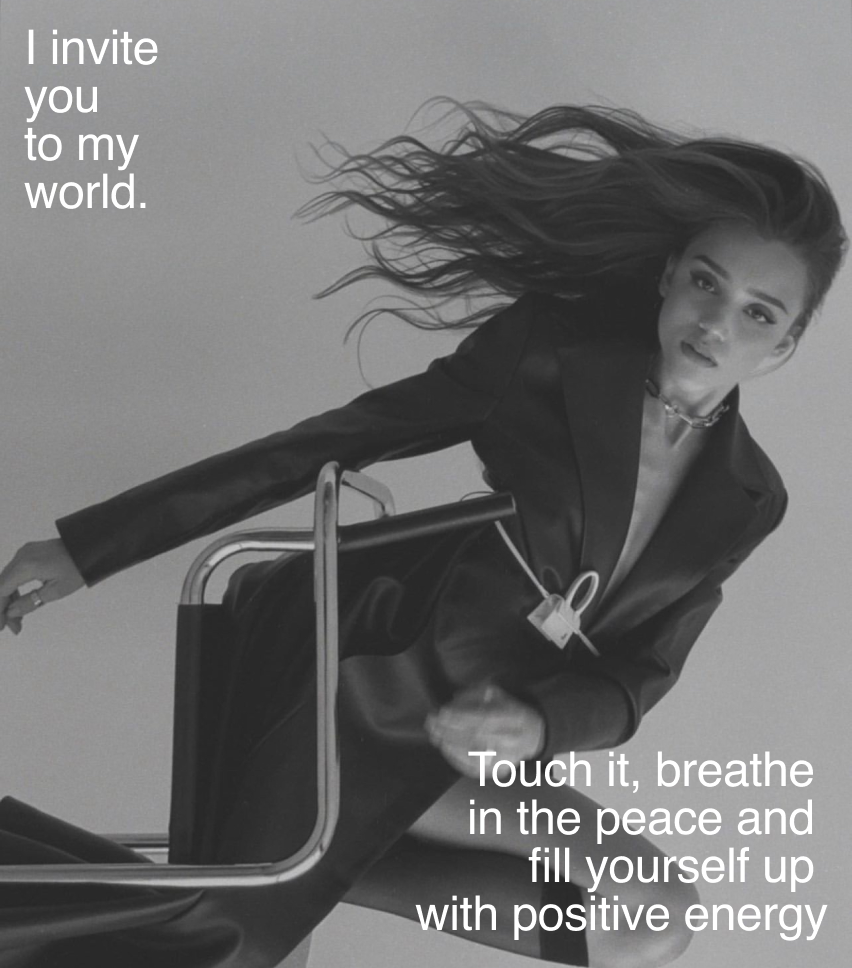 I invite
you
to my
world.
Touch it, breathe
in the peace and
fill yourself up
with positive energy